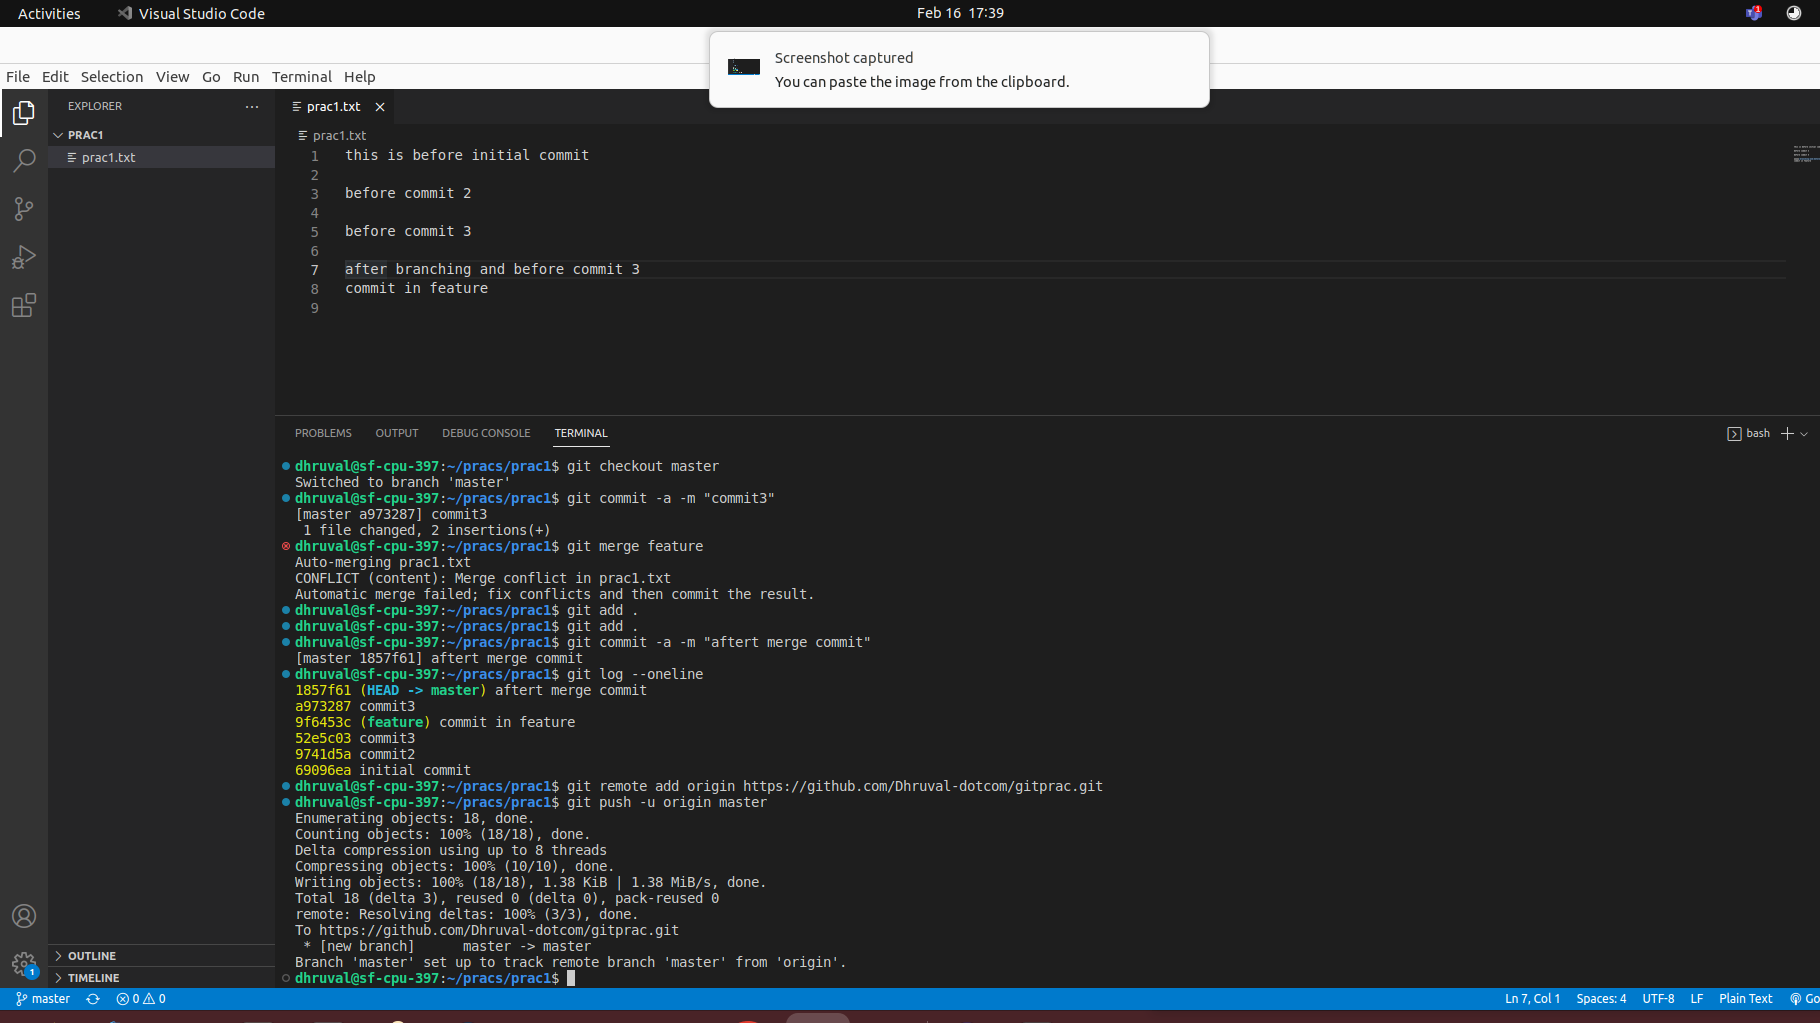 Activities
Visual Studio Code
Feb 16 17:39
1
Screenshot captured
You can paste the image from the clipboard.
File Edit Selection View Go Run Terminal Help
EXPLORER
PRAC1
prac1.txt
prac1.txt
prac1.txt
1 this is before initial commit
2
3 before commit 2
4
5 before commit 3
6
7 after branching and before commit 3
8 commit in feature
9
PROBLEMS OUTPUT DEBUG CONSOLE TERMINAL
bash
dhruval@sf-cpu-397:~/pracs/prac1$ git checkout master
Switched to branch 'master'
dhruval@sf-cpu-397:~/pracs/prac1$ git commit -a -m "commit3"
[master a973287] commit3
1 file changed, 2 insertions(+)
dhruval@sf-cpu-397:~/pracs/prac1$ git merge feature
Auto-merging prac1.txt
CONFLICT (content): Merge conflict in prac1.txt
Automatic merge failed; fix conflicts and then commit the result.
dhruval@sf-cpu-397:~/pracs/prac1$ git add .
dhruval@sf-cpu-397:~/pracs/prac1$ git add .
dhruval@sf-cpu-397:~/pracs/prac1$ git commit -a -m "aftert merge commit"
[master 1857f61] aftert merge commit
dhruval@sf-cpu-397:~/pracs/prac1$ git log --oneline
1857f61 (HEAD -> master) aftert merge commit
a973287 commit3
9f6453c (feature) commit in feature
52e5c03 commit3
9741d5a commit2
69096ea initial commit
dhruval@sf-cpu-397:~/pracs/prac1$ git remote add origin https://github.com/Dhruval-dotcom/gitprac.git
dhruval@sf-cpu-397:~/pracs/prac1$ git push -u origin master
Enumerating objects: 18, done.
Counting objects: 100% (18/18), done.
Delta compression using up to 8 threads
Compressing objects: 100% (10/10), done.
Writing objects: 100% (18/18), 1.38 KiB | 1.38 MiB/s, done.
Total 18 (delta 3), reused 0 (delta 0), pack-reused 0
remote: Resolving deltas: 100% (3/3), done.
To https://github.com/Dhruval-dotcom/gitprac.git
* [new branch]      master -> master
Branch 'master' set up to track remote branch 'master' from 'origin'.
dhruval@sf-cpu-397:~/pracs/prac1$
OUTLINE
1
TIMELINE
master 0 0 Ln 7, Col 1 Spaces: 4 UTF-8 LF Plain Text Go